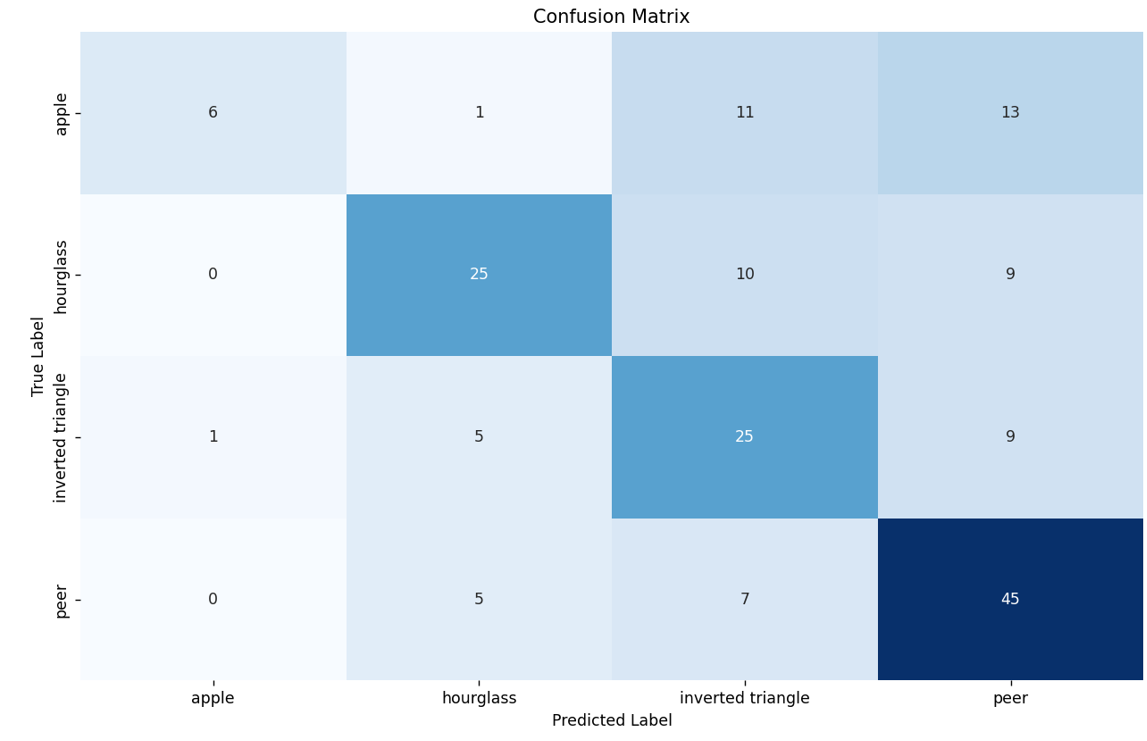 Confusion Matrix
True Label
apple
6 1 11 13
hourglass
0 25 10 9
inverted triangle
1 5 25 9
peer
0 5 7 45
apple hourglass inverted triangle peer
Predicted Label